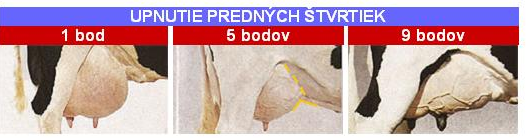 UPNUTIE PREDNÝCH ŠTVRTIEK
1 bod
5 bodov
9 bodov